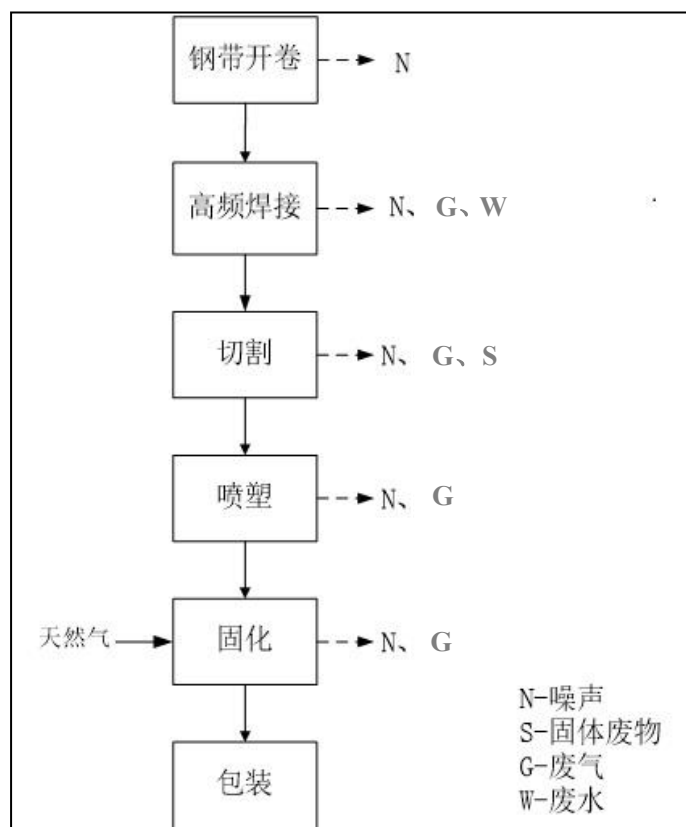 钢带开卷 N
高频焊接 N、G、W
切割 N、G、S
喷塑 N、G
天然气 固化 N、G
包装
N-噪声
S-固体废物
G-废气
W-废水